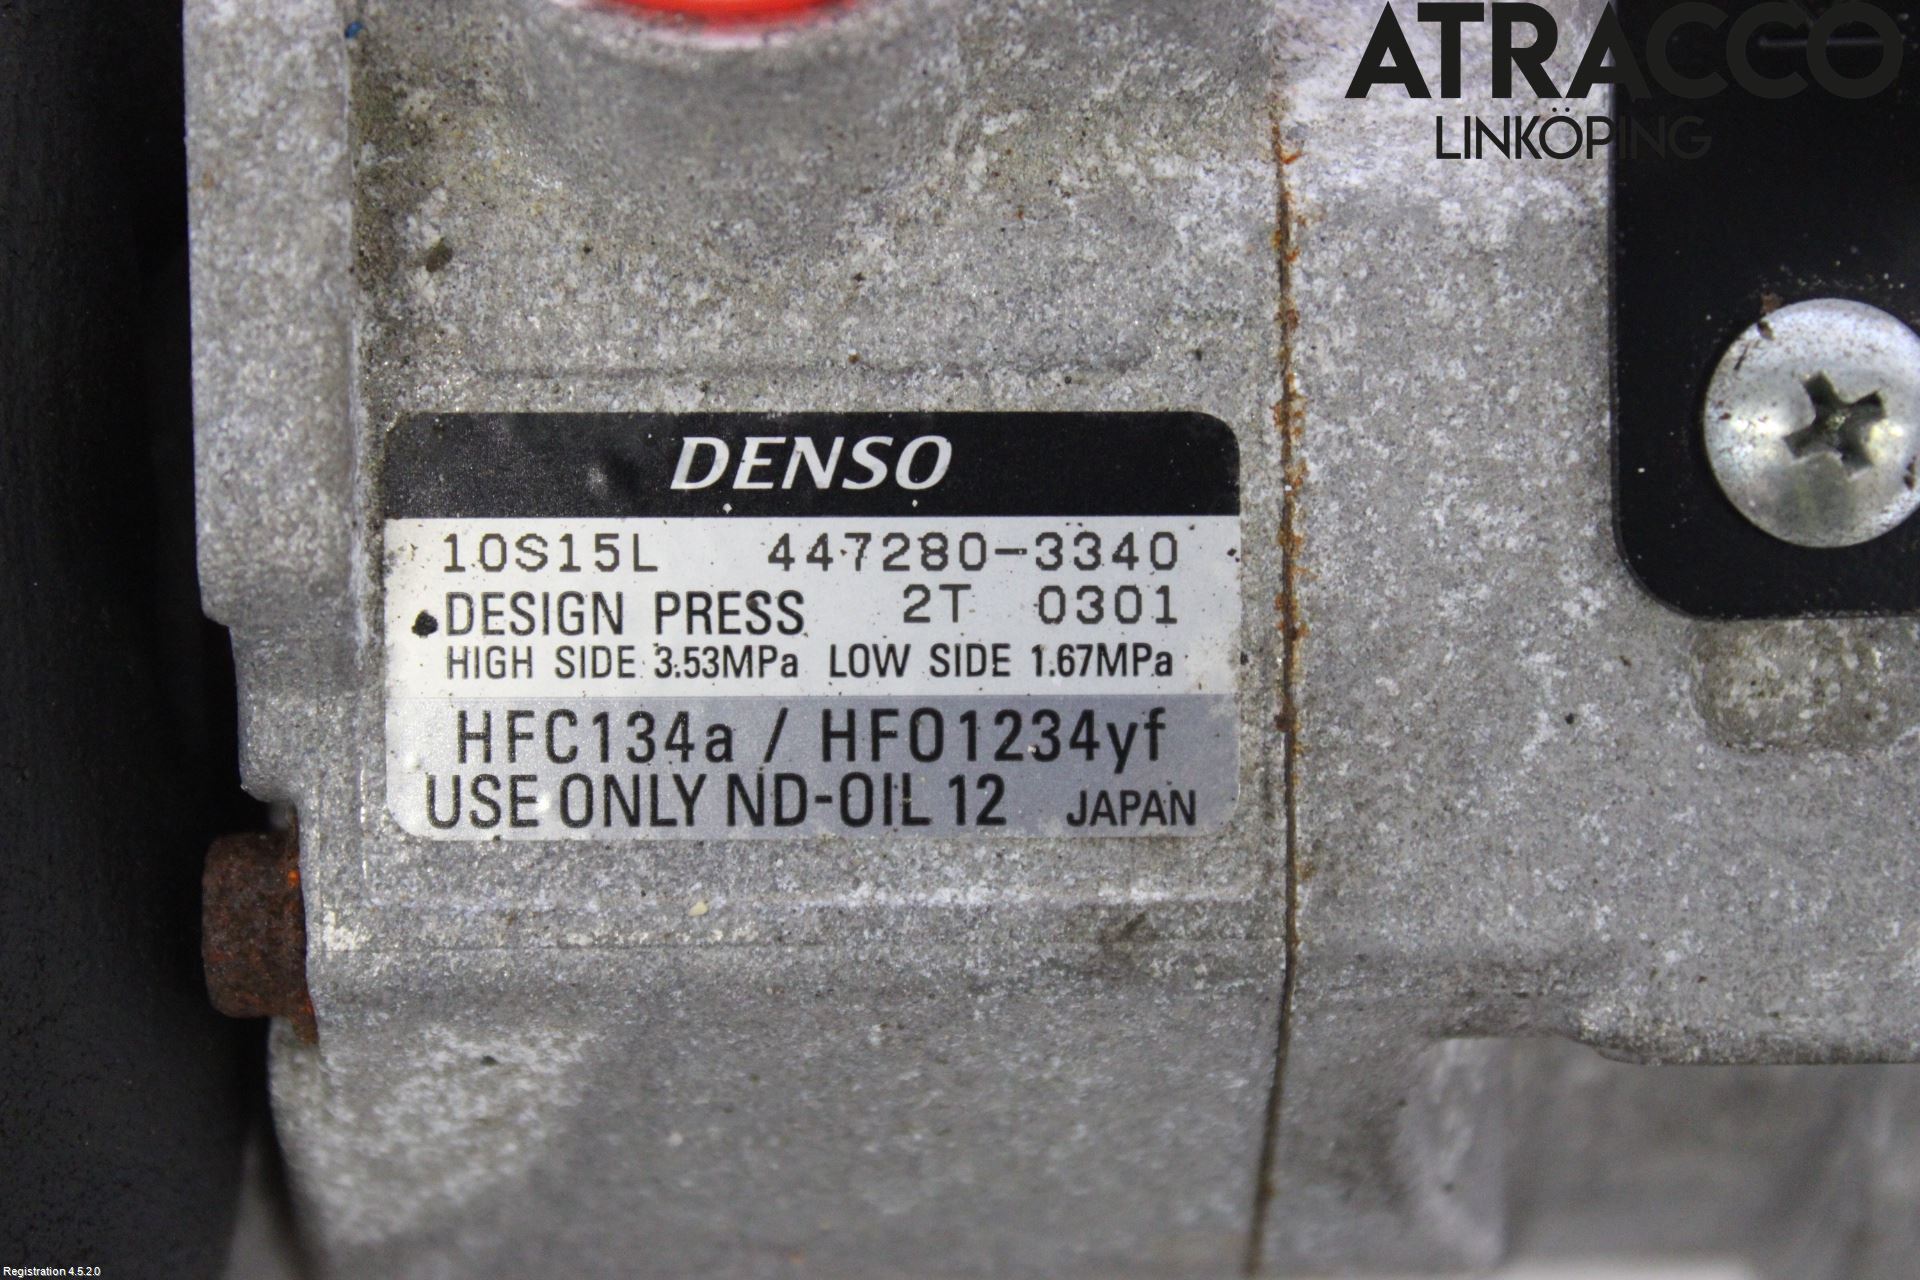 ATRACCO
LINKÖPING
DENSO
10S15L 447280-3340
DESIGN PRESS 2T 0301
HIGH SIDE 3.53MPa LOW SIDE 1.67MPa
HFC134a / HFO1234yf
USE ONLY ND-OIL 12 JAPAN
Registration 4.5.2.0